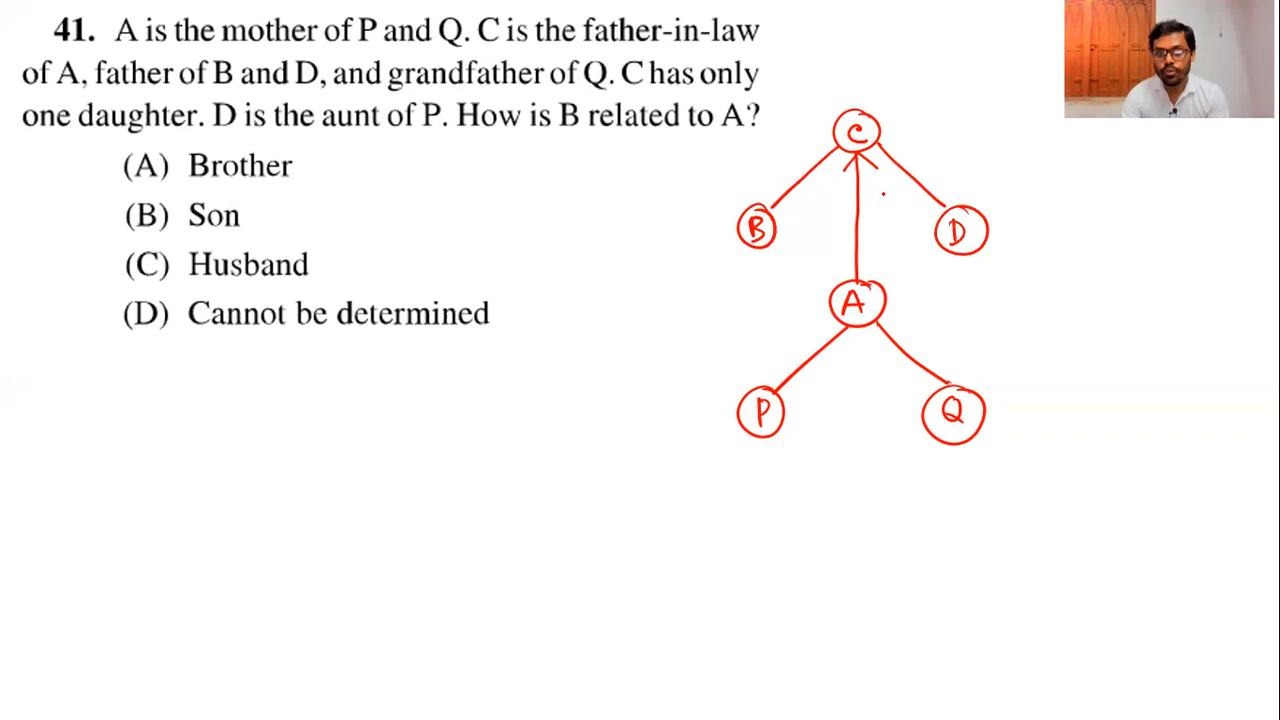 41. A is the mother of P and Q. C is the father-in-law
of A, father of B and D, and grandfather of Q. C has only
one daughter. D is the aunt of P. How is B related to A?
(A) Brother
(B) Son
(C) Husband
(D) Cannot be determined
C
B
D
A
P
Q